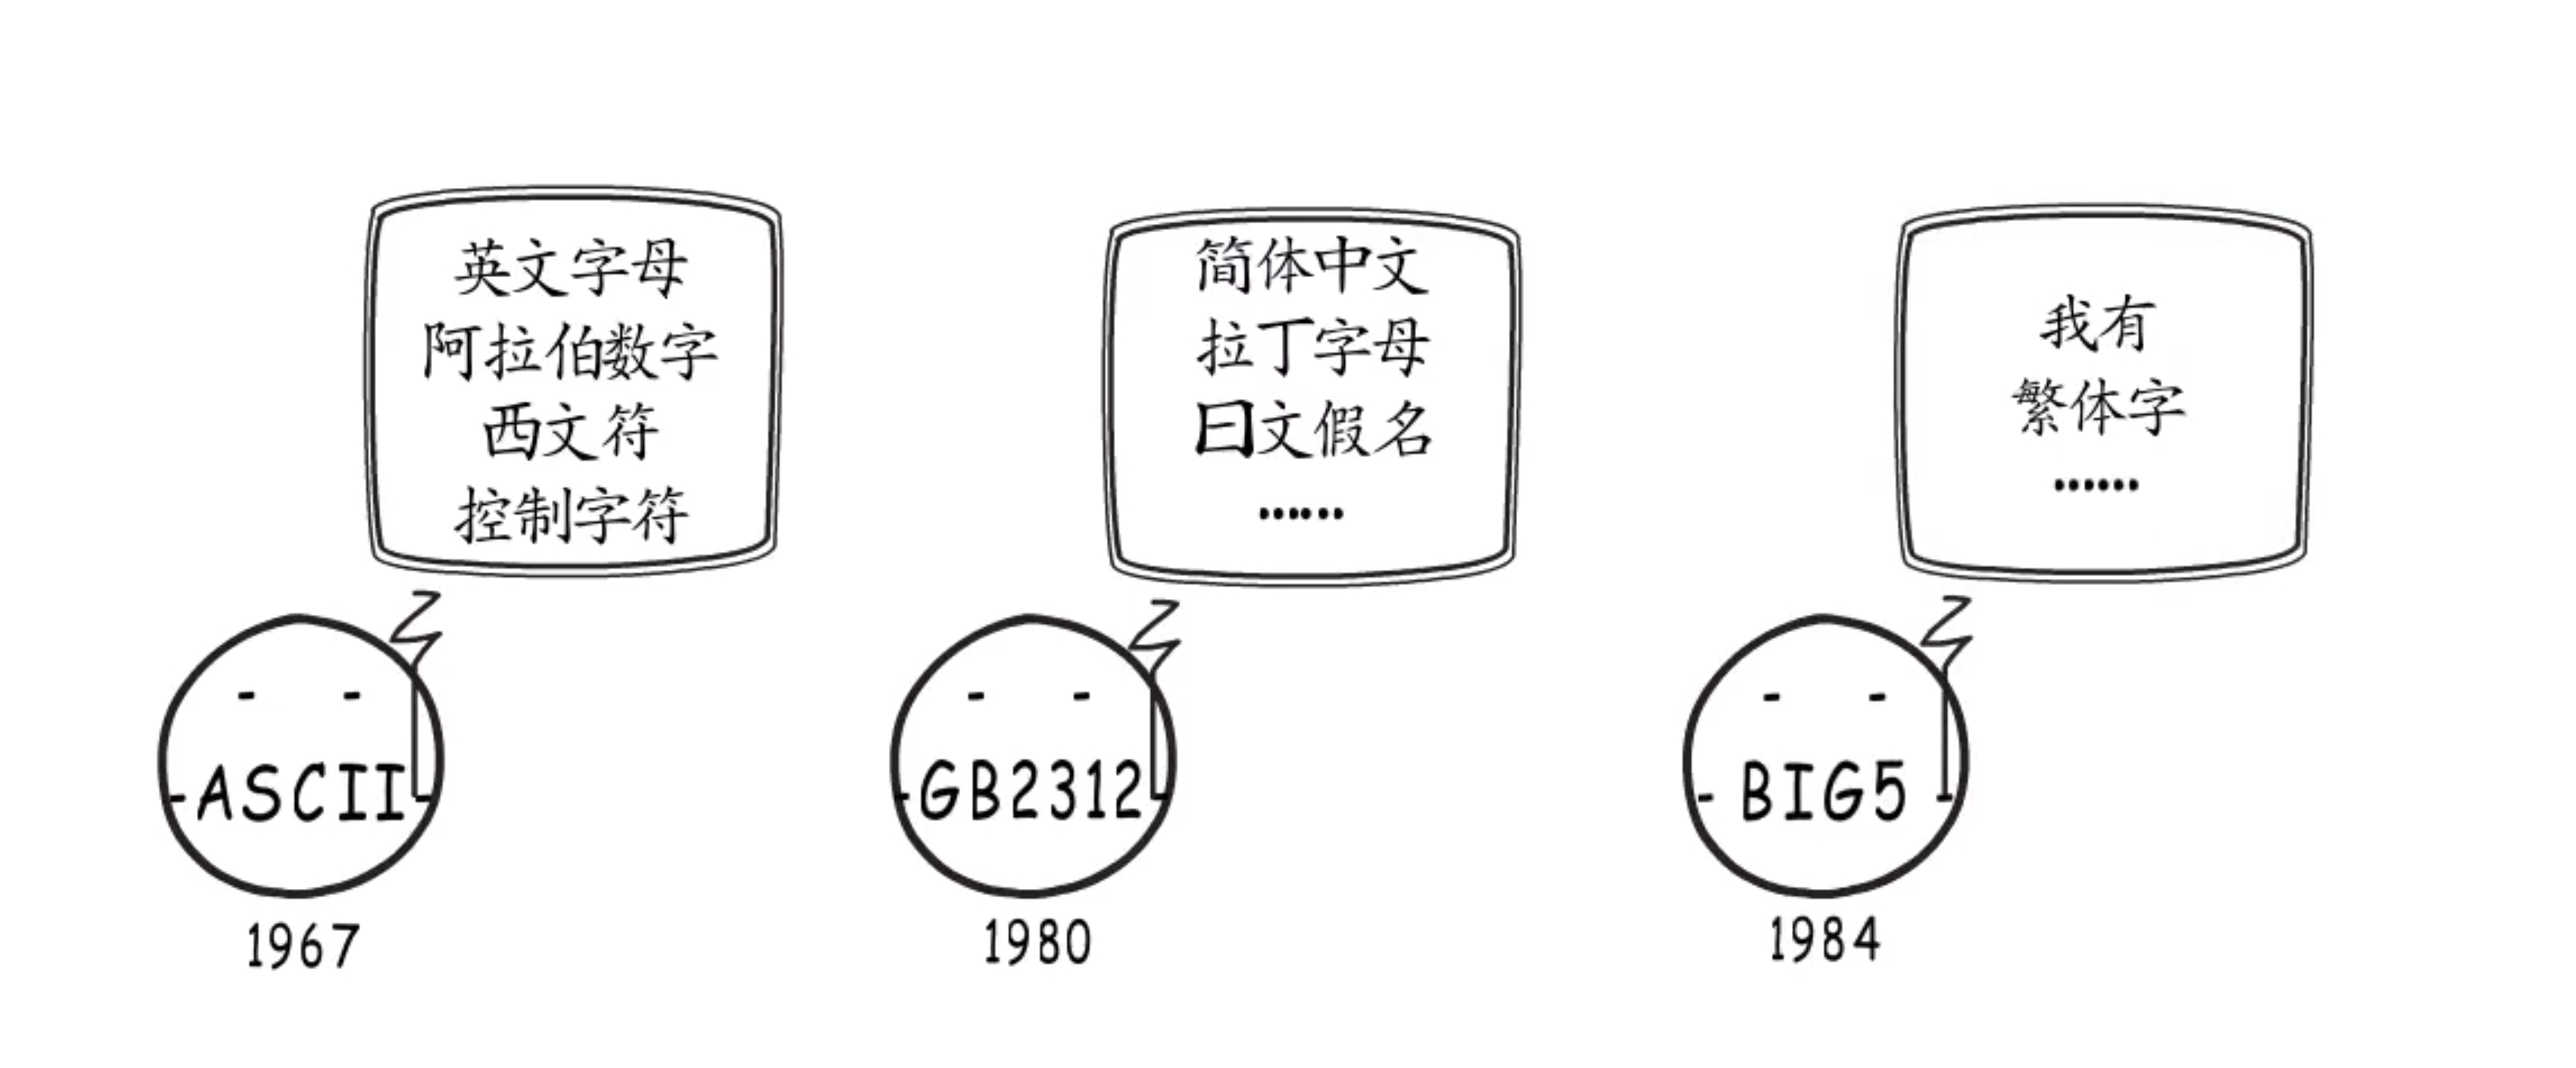 英文字母
阿拉伯数字
西文符
控制字符
简体中文
拉丁字母
日文假名
……
我有
繁体字
……
-ASCII-
-GB2312-
- BIG5 -
1967
1980
1984